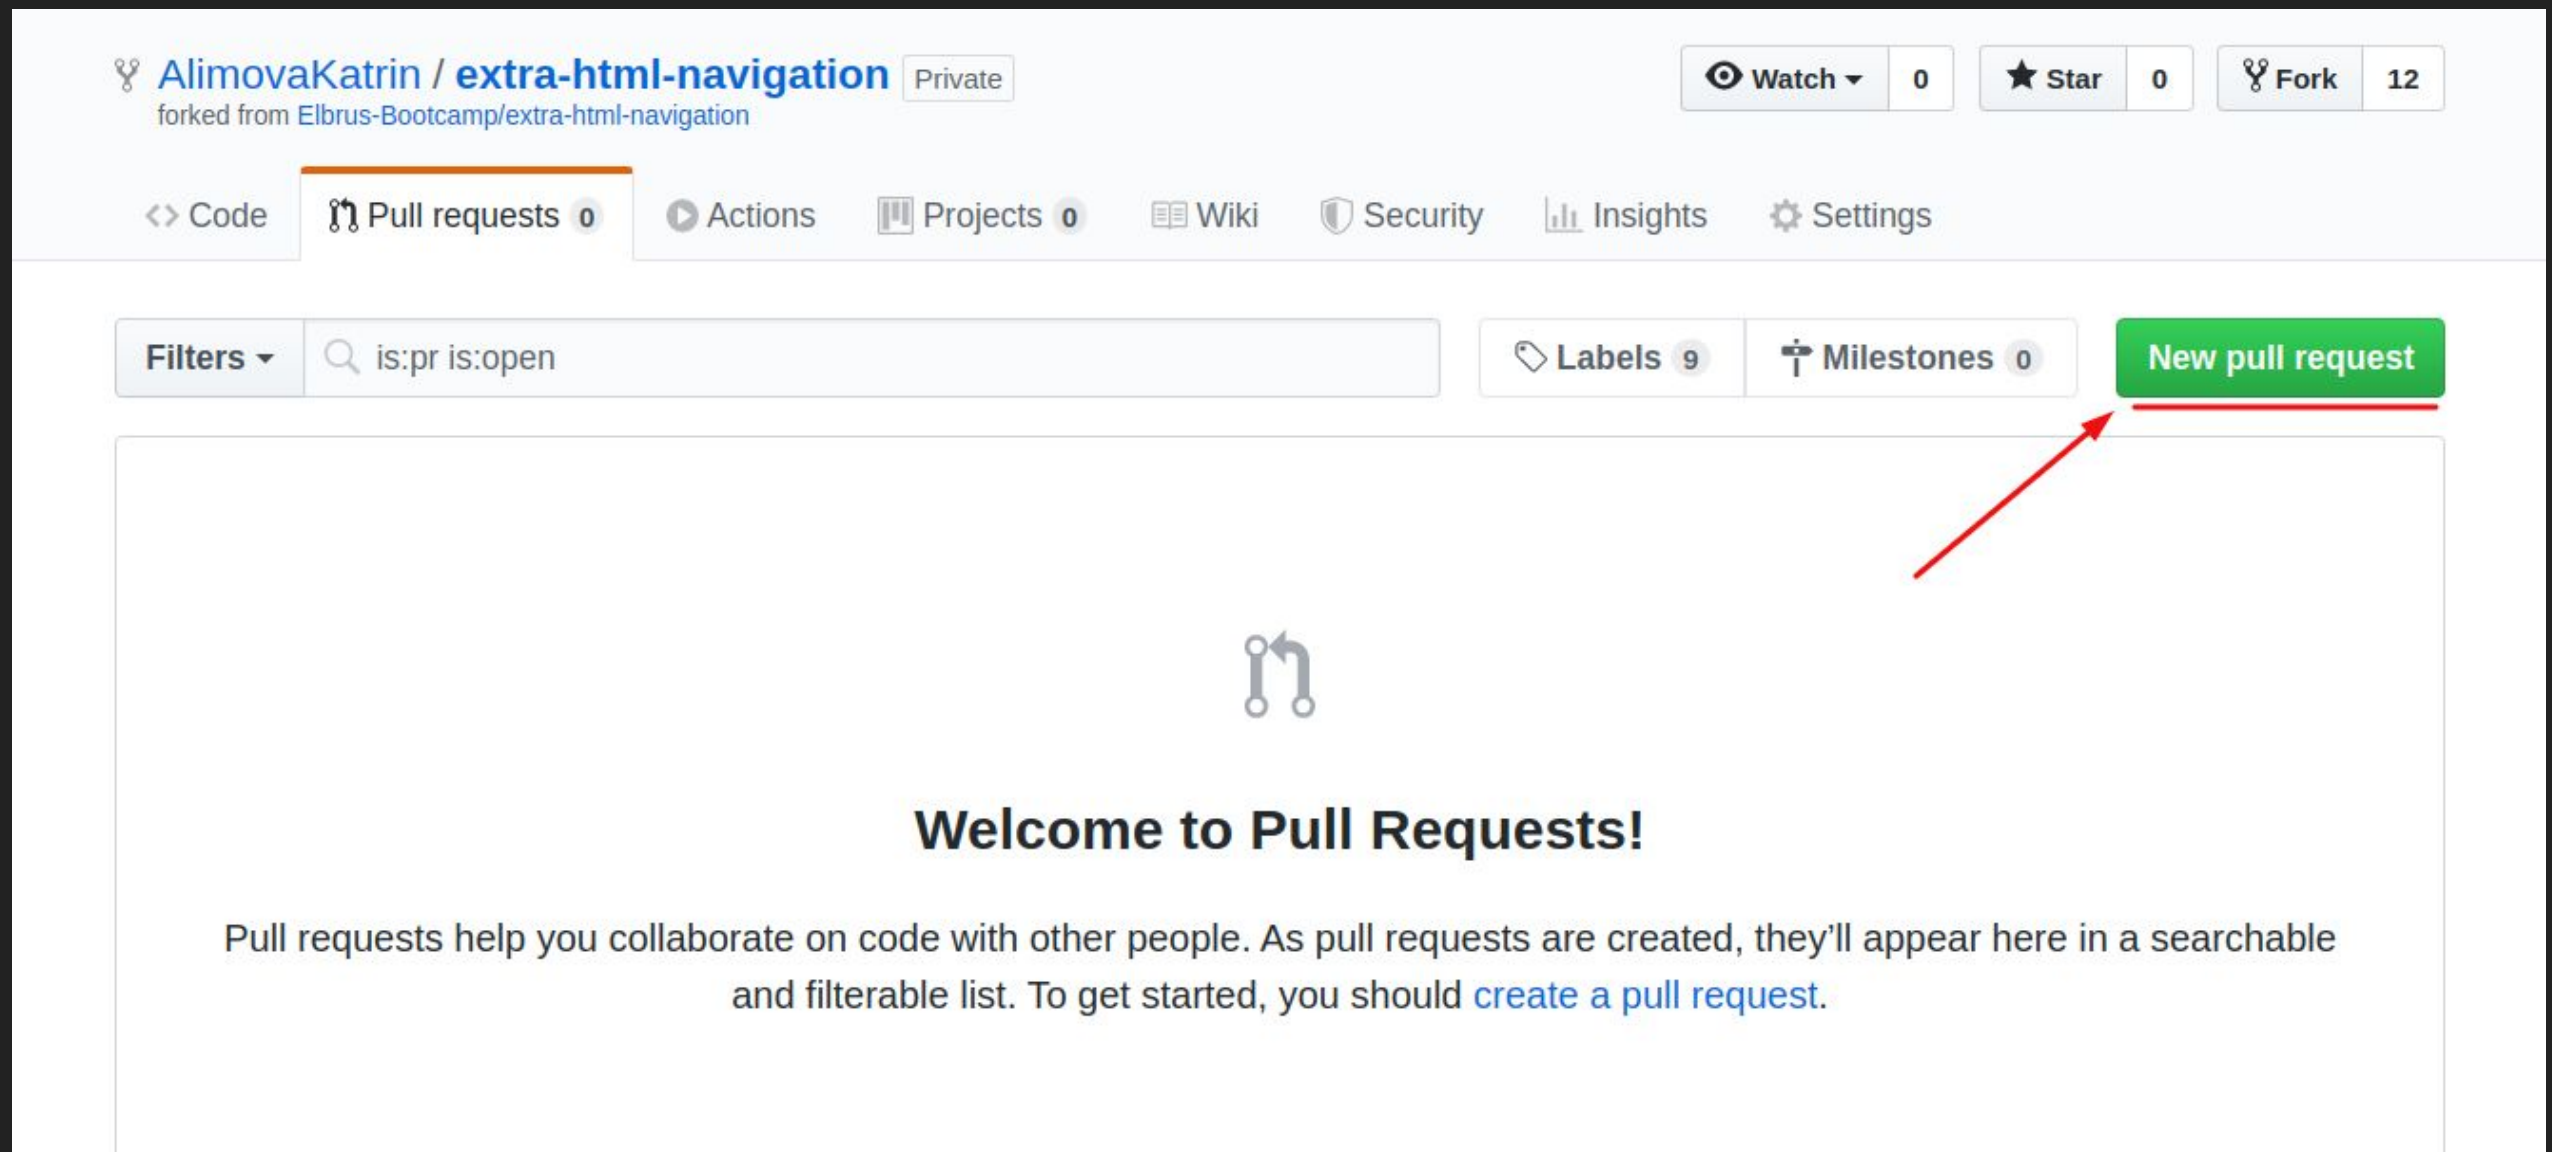 AlimovaKatrin / extra-html-navigation Private
Watch 0 Star 0 Fork 12
forked from Elbrus-Bootcamp/extra-html-navigation
Code Pull requests 0 Actions Projects 0 Wiki Security Insights Settings
Filters is:pr is:open Labels 9 Milestones 0 New pull request
Welcome to Pull Requests!
Pull requests help you collaborate on code with other people. As pull requests are created, they’ll appear here in a searchable
and filterable list. To get started, you should create a pull request.